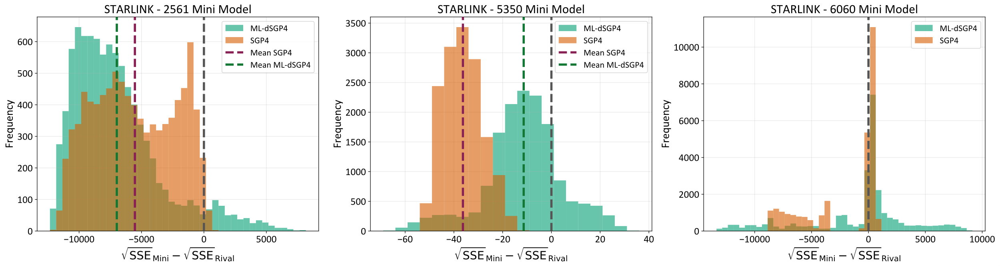 STARLINK - 2561 Mini Model
Frequency
600
500
400
300
200
100
0
ML-dSGP4
SGP4
Mean SGP4
Mean ML-dSGP4
−10000 −5000 0 5000
√SSE Mini − √SSE Rival
STARLINK - 5350 Mini Model
Frequency
3500
3000
2500
2000
1500
1000
500
0
ML-dSGP4
SGP4
Mean SGP4
Mean ML-dSGP4
−60 −40 −20 0 20 40
√SSE Mini − √SSE Rival
STARLINK - 6060 Mini Model
Frequency
10000
8000
6000
4000
2000
0
ML-dSGP4
SGP4
−10000 −5000 0 5000 10000
√SSE Mini − √SSE Rival